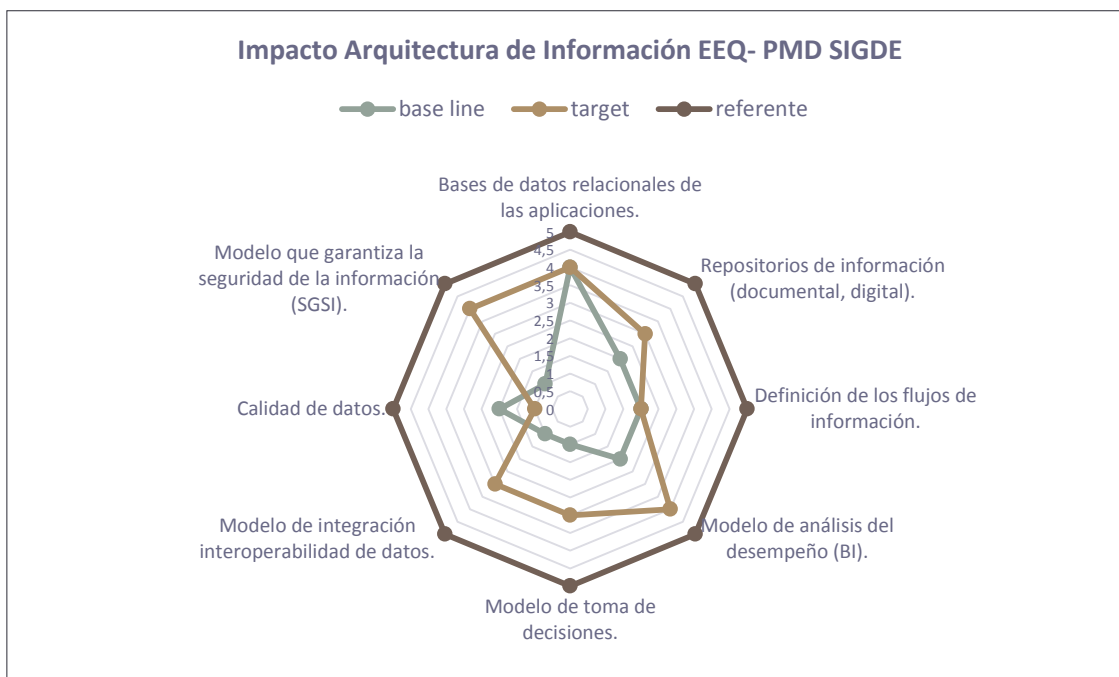 Impacto Arquitectura de Información EEQ- PMD SIGDE
base line
target
referente
Bases de datos relacionales de
las aplicaciones.
Repositorios de información
(documental, digital).
Definición de los flujos de
información.
Modelo de análisis del
desempeño (BI).
Modelo de toma de
decisiones.
Modelo de integración
interoperabilidad de datos.
Calidad de datos.
Modelo que garantiza la
seguridad de la información
(SGSI).
5
4,5
4
3,5
3
2,5
2
1,5
1
0,5
0